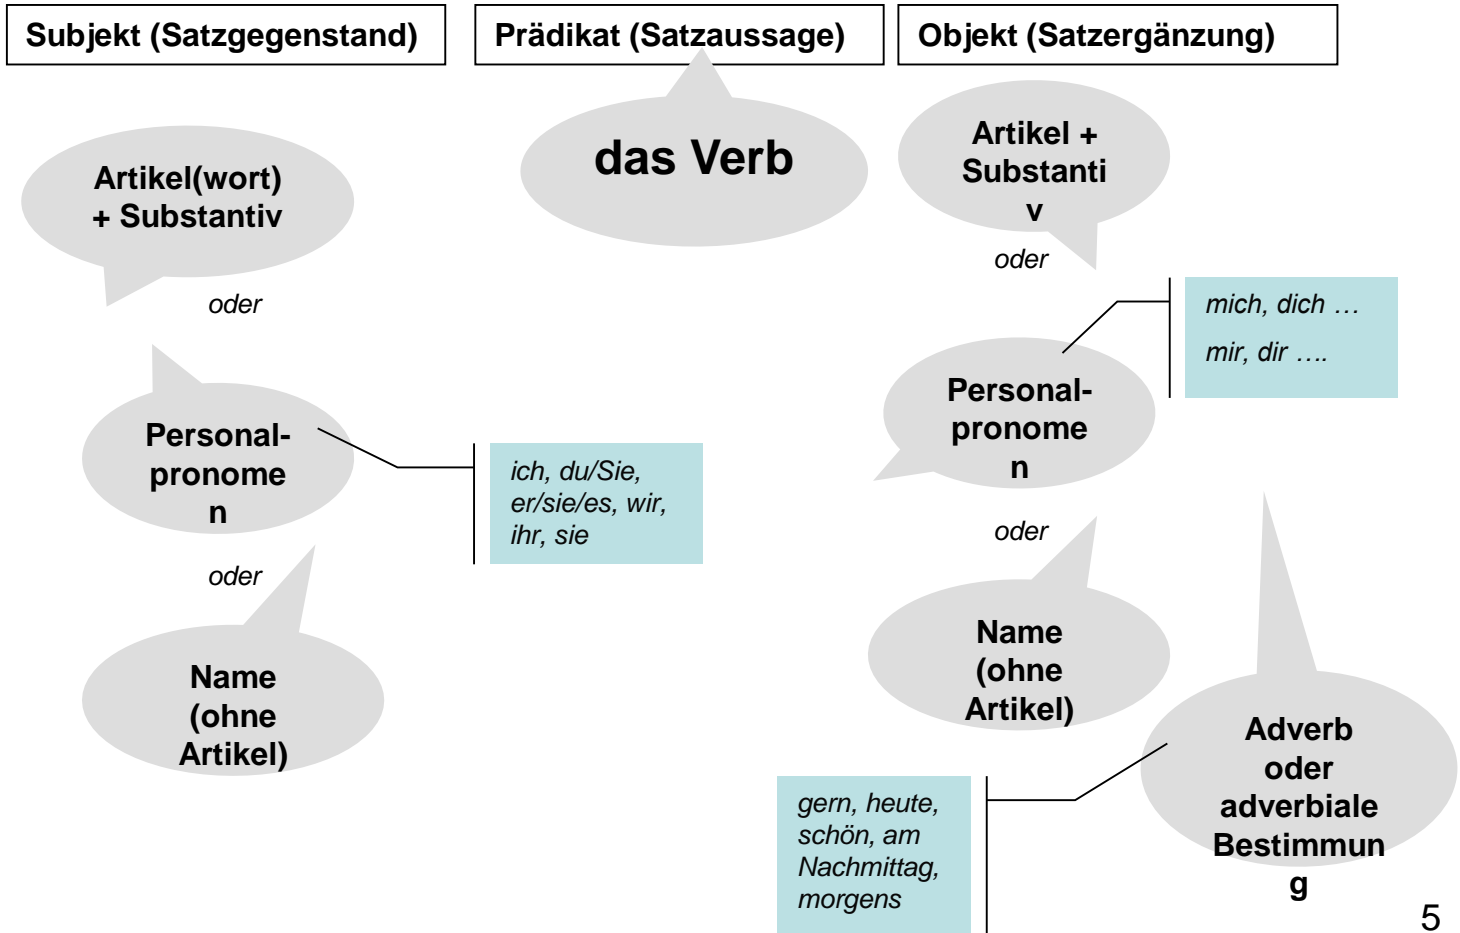 Subjekt (Satzgegenstand)
Prädikat (Satzaussage)
Objekt (Satzergänzung)
Artikel(wort)
+ Substantiv
oder
Personal-
pronome
n
ich, du/Sie,
er/sie/es, wir,
ihr, sie
oder
Name
(ohne
Artikel)
das Verb
Artikel +
Substanti
v
oder
mich, dich …
mir, dir ….
Personal-
pronome
n
oder
Name
(ohne
Artikel)
Adverb
oder
adverbiale
Bestimmun
g
gern, heute,
schön, am
Nachmittag,
morgens
5